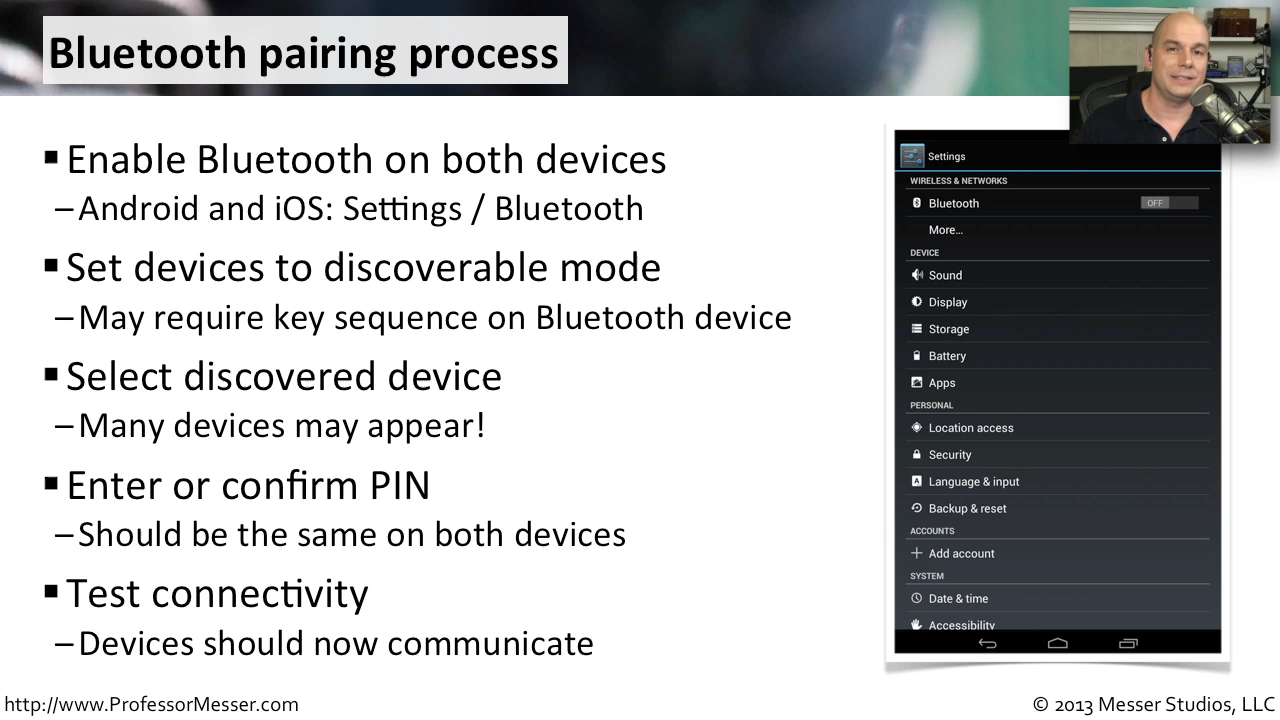 Bluetooth pairing process
▪ Enable Bluetooth on both devices
– Android and iOS: Settings / Bluetooth
▪ Set devices to discoverable mode
– May require key sequence on Bluetooth device
▪ Select discovered device
– Many devices may appear!
▪ Enter or confirm PIN
– Should be the same on both devices
▪ Test connectivity
– Devices should now communicate
Settings
WIRELESS & NETWORKS
Bluetooth OFF
More...
DEVICE
Sound
Display
Storage
Battery
Apps
PERSONAL
Location access
Security
Language & input
Backup & reset
ACCOUNTS
Add account
SYSTEM
Date & time
Accessibility
http://www.ProfessorMesser.com
© 2013 Messer Studios, LLC